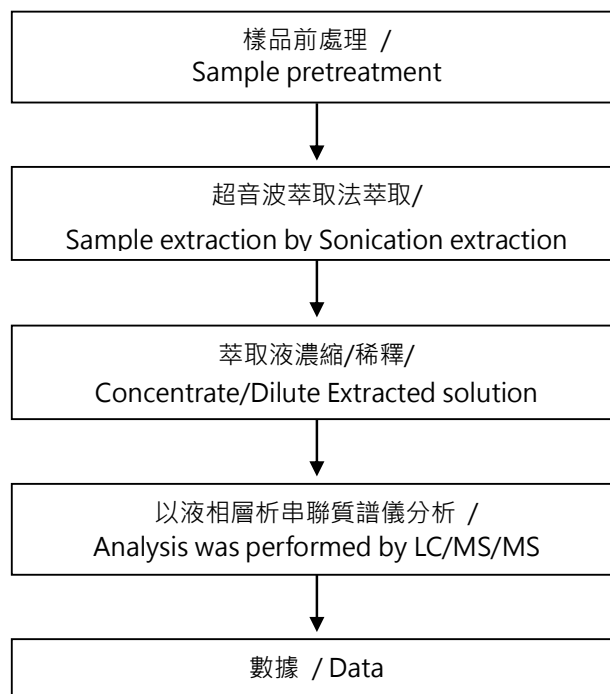 樣品前處理 /
Sample pretreatment
超音波萃取法萃取/
Sample extraction by Sonication extraction
萃取液濃縮/稀釋/
Concentrate/Dilute Extracted solution
以液相層析串聯質譜儀分析 /
Analysis was performed by LC/MS/MS
數據 / Data